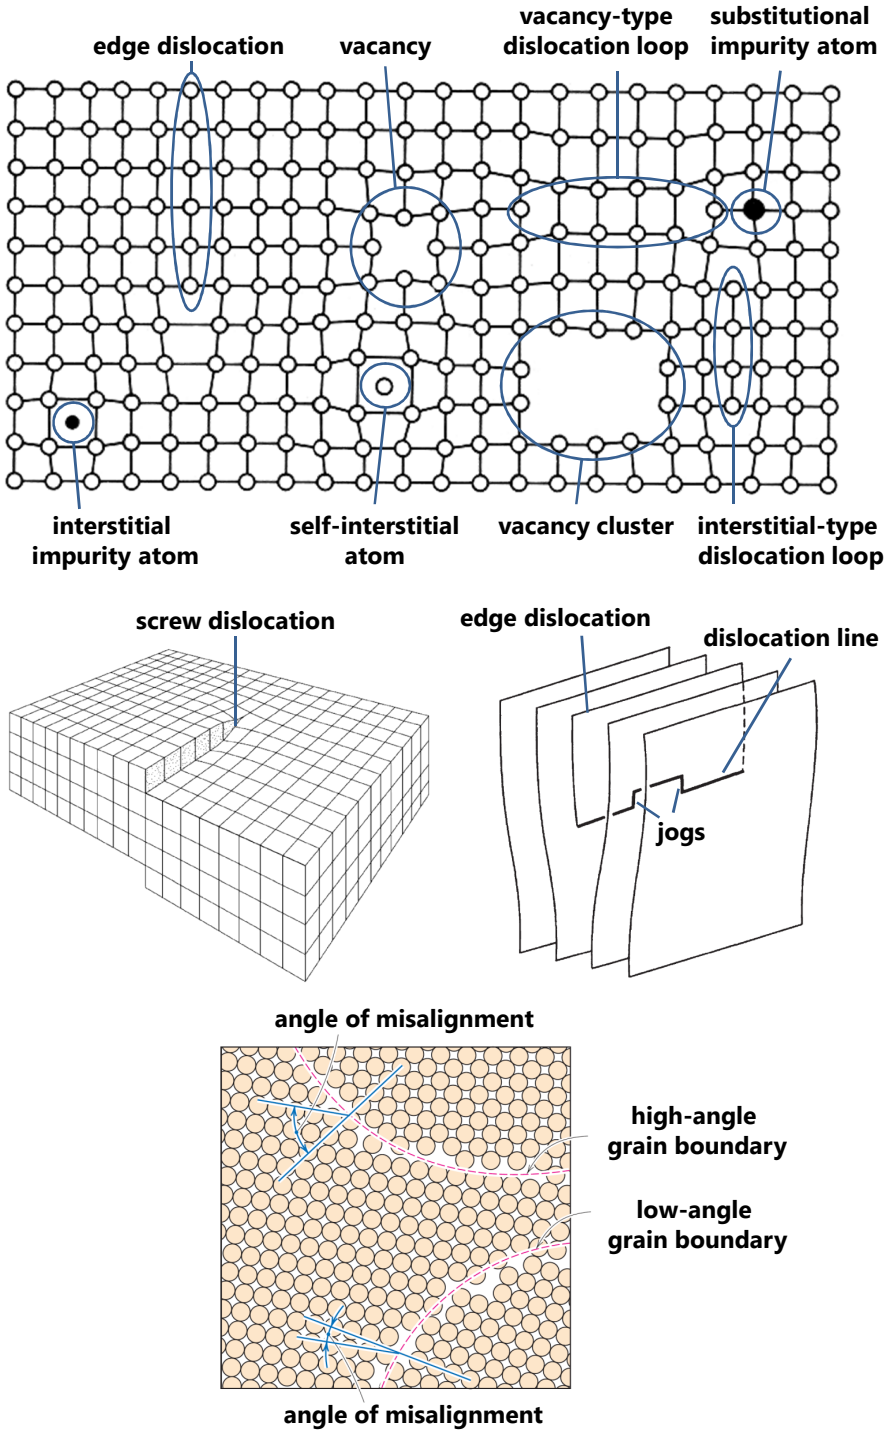 edge dislocation
vacancy
vacancy-type
dislocation loop
substitutional
impurity atom
interstitial
impurity atom
self-interstitial
atom
vacancy cluster
interstitial-type
dislocation loop
screw dislocation
edge dislocation
dislocation line
jogs
angle of misalignment
high-angle
grain boundary
low-angle
grain boundary
angle of misalignment